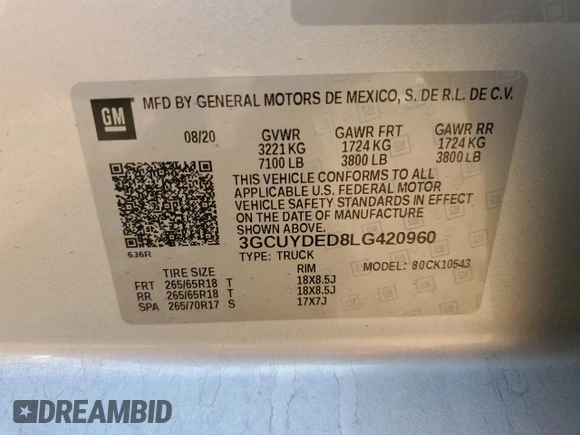 GM
MFD BY GENERAL MOTORS DE MEXICO, S. DE R.L. DE C.V.
08/20 GVWR GAWR FRT GAWR RR
3221 KG 1724 KG 1724 KG
7100 LB 3800 LB 3800 LB
THIS VEHICLE CONFORMS TO ALL
APPLICABLE U.S. FEDERAL MOTOR
VEHICLE SAFETY STANDARDS IN EFFECT
ON THE DATE OF MANUFACTURE
SHOWN ABOVE.
3GCUYDED8LG420960
636R
TYPE: TRUCK MODEL: 80CK10543
TIRE SIZE RIM
FRT 265/65R18 T 18X8.5J
RR 265/65R18 T 18X8.5J
SPA 265/70R17 S 17X7J
DREAMBID